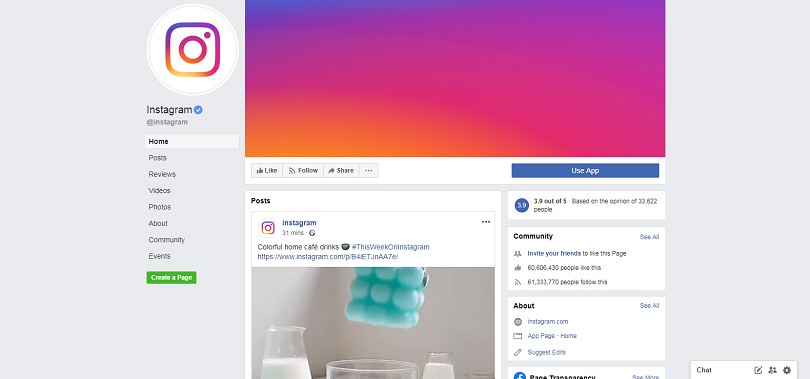 Instagram
@instagram
Home
Posts
Reviews
Videos
Photos
About
Community
Events
Create a Page
Like
Follow
Share
Use App
Posts
Instagram
31 mins ·
Colorful home café drinks #ThisWeekOnInstagram
https://www.instagram.com/p/B4iETJnAA7e/
3.9
3.9 out of 5 · Based on the opinion of 33,622
people
Community
See All
Invite your friends to like this Page
60,606,430 people like this
61,333,770 people follow this
About
See All
instagram.com
App Page · Home
Suggest Edits
Page Transparency
See More
Chat